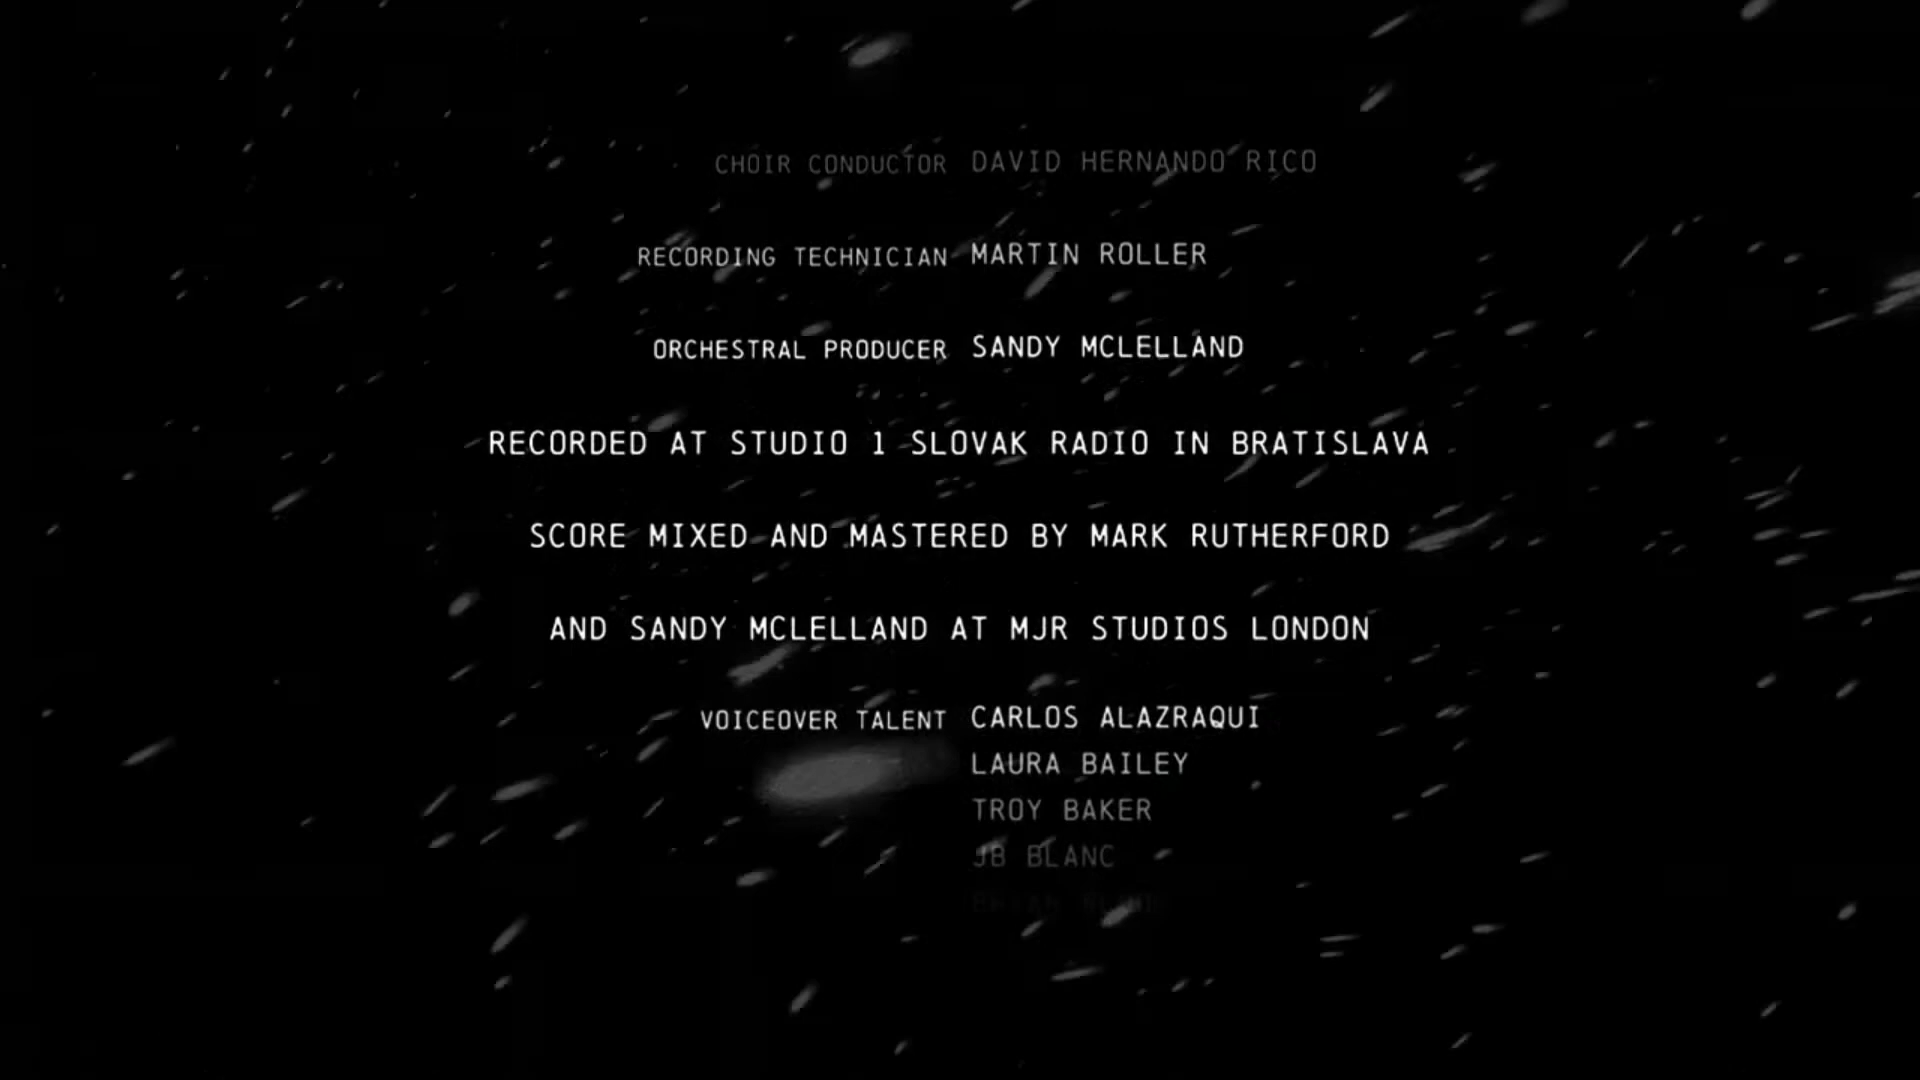 CHOIR CONDUCTOR DAVID HERNANDO RICO
RECORDING TECHNICIAN MARTIN ROLLER
ORCHESTRAL PRODUCER SANDY MCLELLAND
RECORDED AT STUDIO 1 SLOVAK RADIO IN BRATISLAVA
SCORE MIXED AND MASTERED BY MARK RUTHERFORD
AND SANDY MCLELLAND AT MJR STUDIOS LONDON
VOICEOVER TALENT CARLOS ALAZRAQUI
LAURA BAILEY
TROY BAKER
JB BLANC